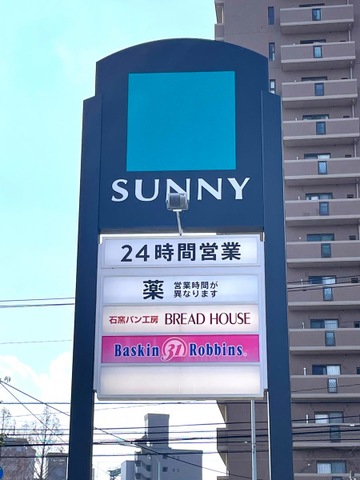 SUNNY
24時間営業
薬 営業時間が
異なります
石窯パン工房 BREAD HOUSE
Baskin 31 Robbins